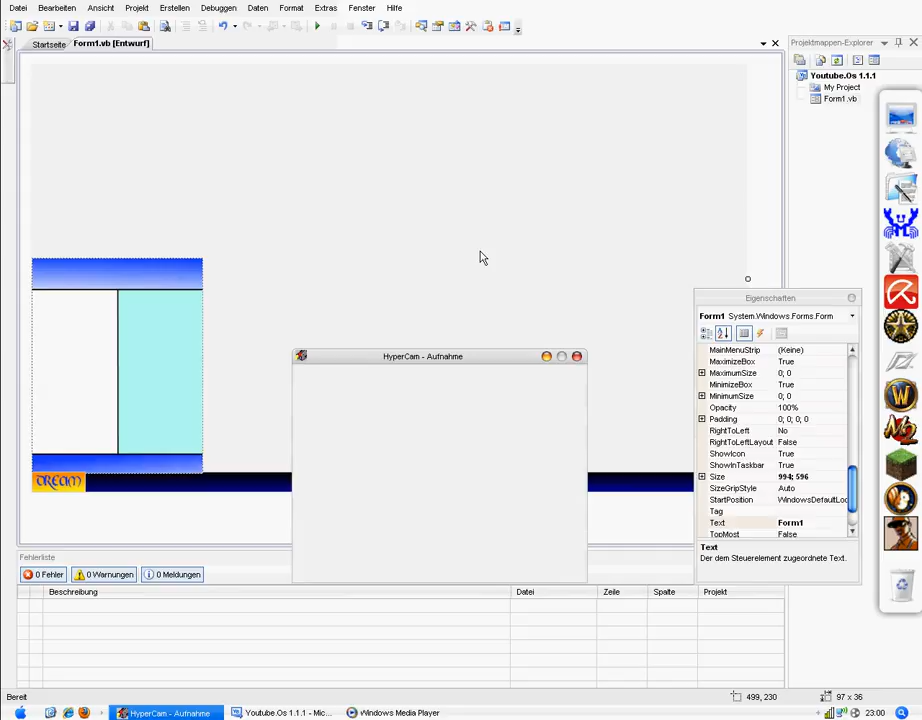 Datei Bearbeiten Ansicht Projekt Erstellen Debuggen Daten Format Extras Fenster Hilfe
Startseite Form1.vb [Entwurf]
Projektmappen-Explorer
Youtube.Os 1.1.1
My Project
Form1.vb
Eigenschaften
Form1 System.Windows.Forms.Form
MainMenuStrip (Keine)
MaximizeBox True
MaximumSize 0; 0
MinimizeBox True
MinimumSize 0; 0
Opacity 100%
Padding 0; 0; 0; 0
RightToLeft No
RightToLeftLayout False
ShowIcon True
ShowInTaskbar True
Size 994; 596
SizeGripStyle Auto
StartPosition WindowsDefaultLoc
Tag
Text Form1
TopMost False
Text
Der dem Steuerelement zugeordnete Text.
HyperCam - Aufnahme
DREAM
Fehlerliste
0 Fehler 0 Warnungen 0 Meldungen
Beschreibung Datei Zeile Spalte Projekt
Bereit 499, 230 97 x 36
HyperCam - Aufnahme Youtube.Os 1.1.1 - Mic... Windows Media Player 23:00